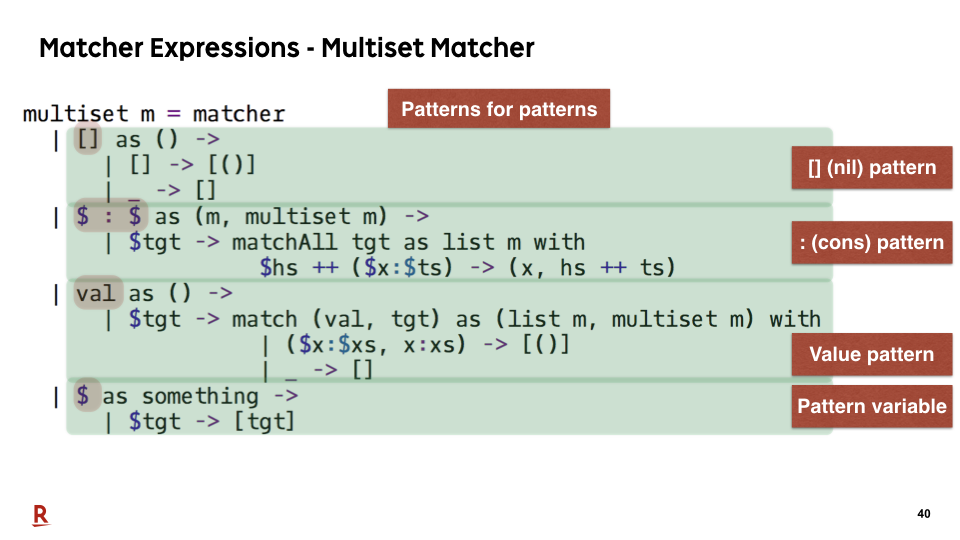 Matcher Expressions - Multiset Matcher
Patterns for patterns
multiset m = matcher
| [] as () ->
| [] -> [()]
| _ -> []
[] (nil) pattern
| $ : $ as (m, multiset m) ->
| $tgt -> matchAll tgt as list m with
$hs ++ ($x:$ts) -> (x, hs ++ ts)
: (cons) pattern
| val as () ->
| $tgt -> match (val, tgt) as (list m, multiset m) with
| ($x:$xs, x:xs) -> [()]
| _ -> []
Value pattern
| $ as something ->
| $tgt -> [tgt]
Pattern variable
R
40